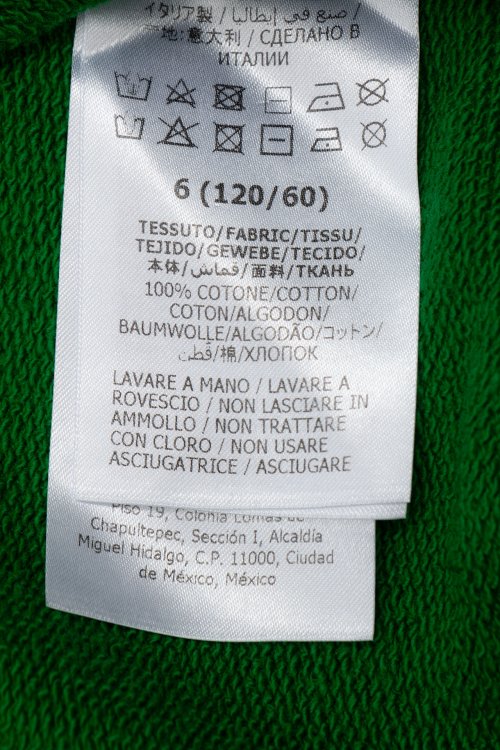 イタリア製 / صنع في إيطاليا /
产地: 意大利 / СДЕЛАНО В
ИТАЛИИ
6 (120/60)
TESSUTO/FABRIC/TISSU/
TEJIDO/GEWEBE/TECIDO/
本体/قماش/面料/ТКАНЬ
100% COTONE/COTTON/
COTON/ALGODON/
BAUMWOLLE/ALGODÃO/コットン/
قطن/棉/ХЛОПОК
LAVARE A MANO / LAVARE A
ROVESCIO / NON LASCIARE IN
AMMOLLO / NON TRATTARE
CON CLORO / NON USARE
ASCIUGATRICE / ASCIUGARE
Piso 19, Colonia Lomas de
Chapultepec, Sección I, Alcaldía
Miguel Hidalgo, C.P. 11000, Ciudad
de México, México